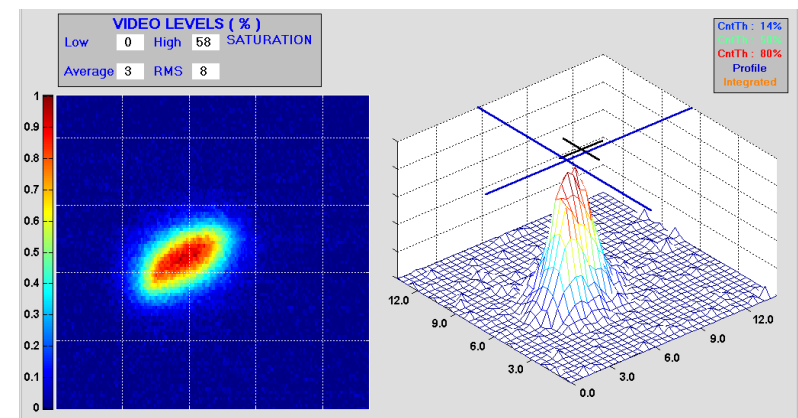 VIDEO LEVELS ( % )
Low 0 High 58 SATURATION
Average 3 RMS 8
1
0.9
0.8
0.7
0.6
0.5
0.4
0.3
0.2
0.1
0
CntTh : 14%
CntTh : 80%
Profile
Integrated
12.0
9.0
6.0
3.0
0.0
3.0
6.0
9.0
12.0